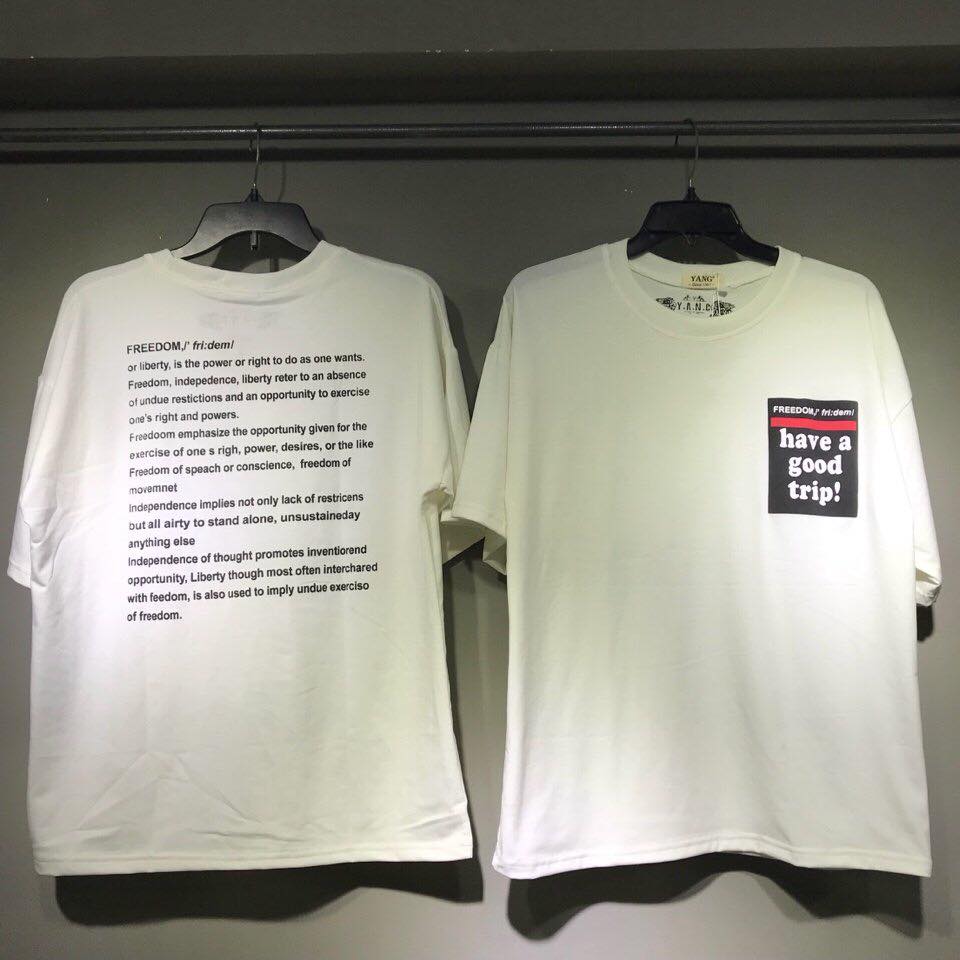 FREEDOM,/' fri:dem/
or liberty, is the power or right to do as one wants.
Freedom, indepedence, liberty reter to an absence
of undue restictions and an opportunity to exercise
one's right and powers.
Freedoom emphasize the opportunity given for the
exercise of one s righ, power, desires, or the like
Freedom of speach or conscience, freedom of
movemnet
Independence implies not only lack of restricens
but all airty to stand alone, unsustaineday
anything else
Independence of thought promotes inventiorend
opportunity, Liberty though most often interchared
with feedom, is also used to imply undue exerciso
of freedom.
YANG
Y.A.N.G
FREEDOM,/' fri:dem/
have a
good
trip!